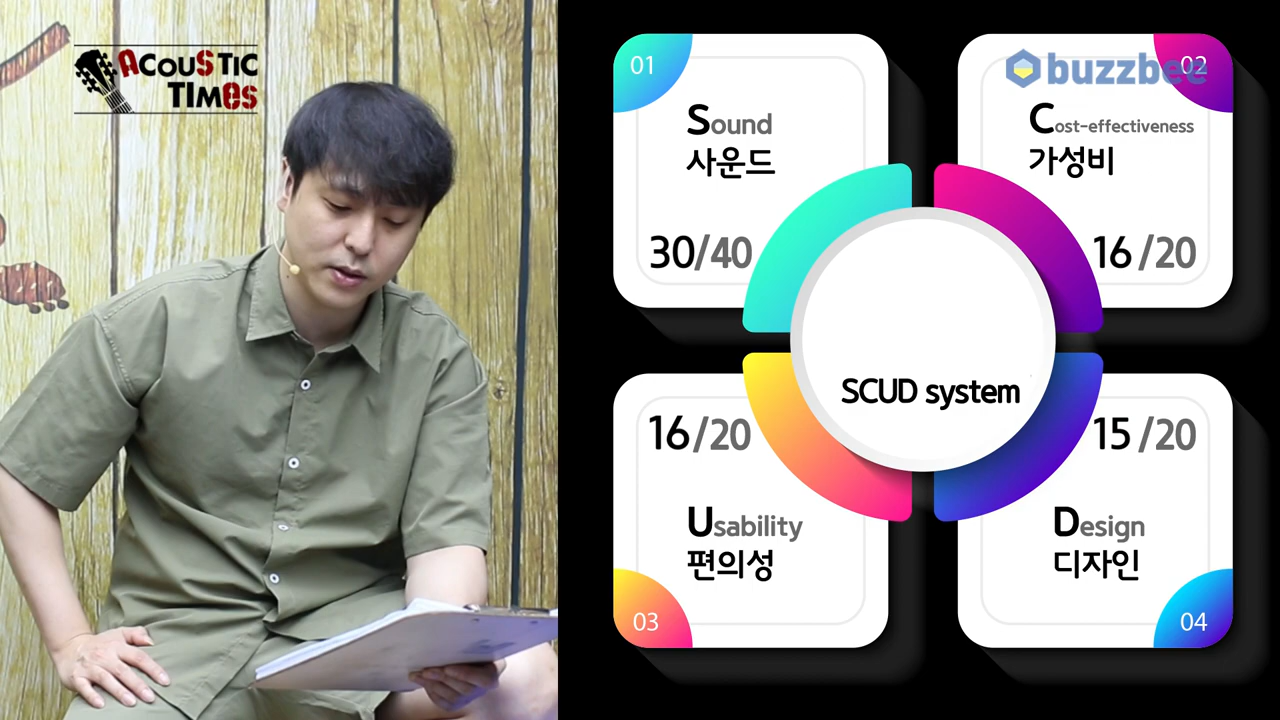 ACOUSTIC
TIMES
01
Sound
사운드
30/40
buzzbee
02
Cost-effectiveness
가성비
16/20
SCUD system
16/20
Usability
편의성
03
15/20
Design
디자인
04